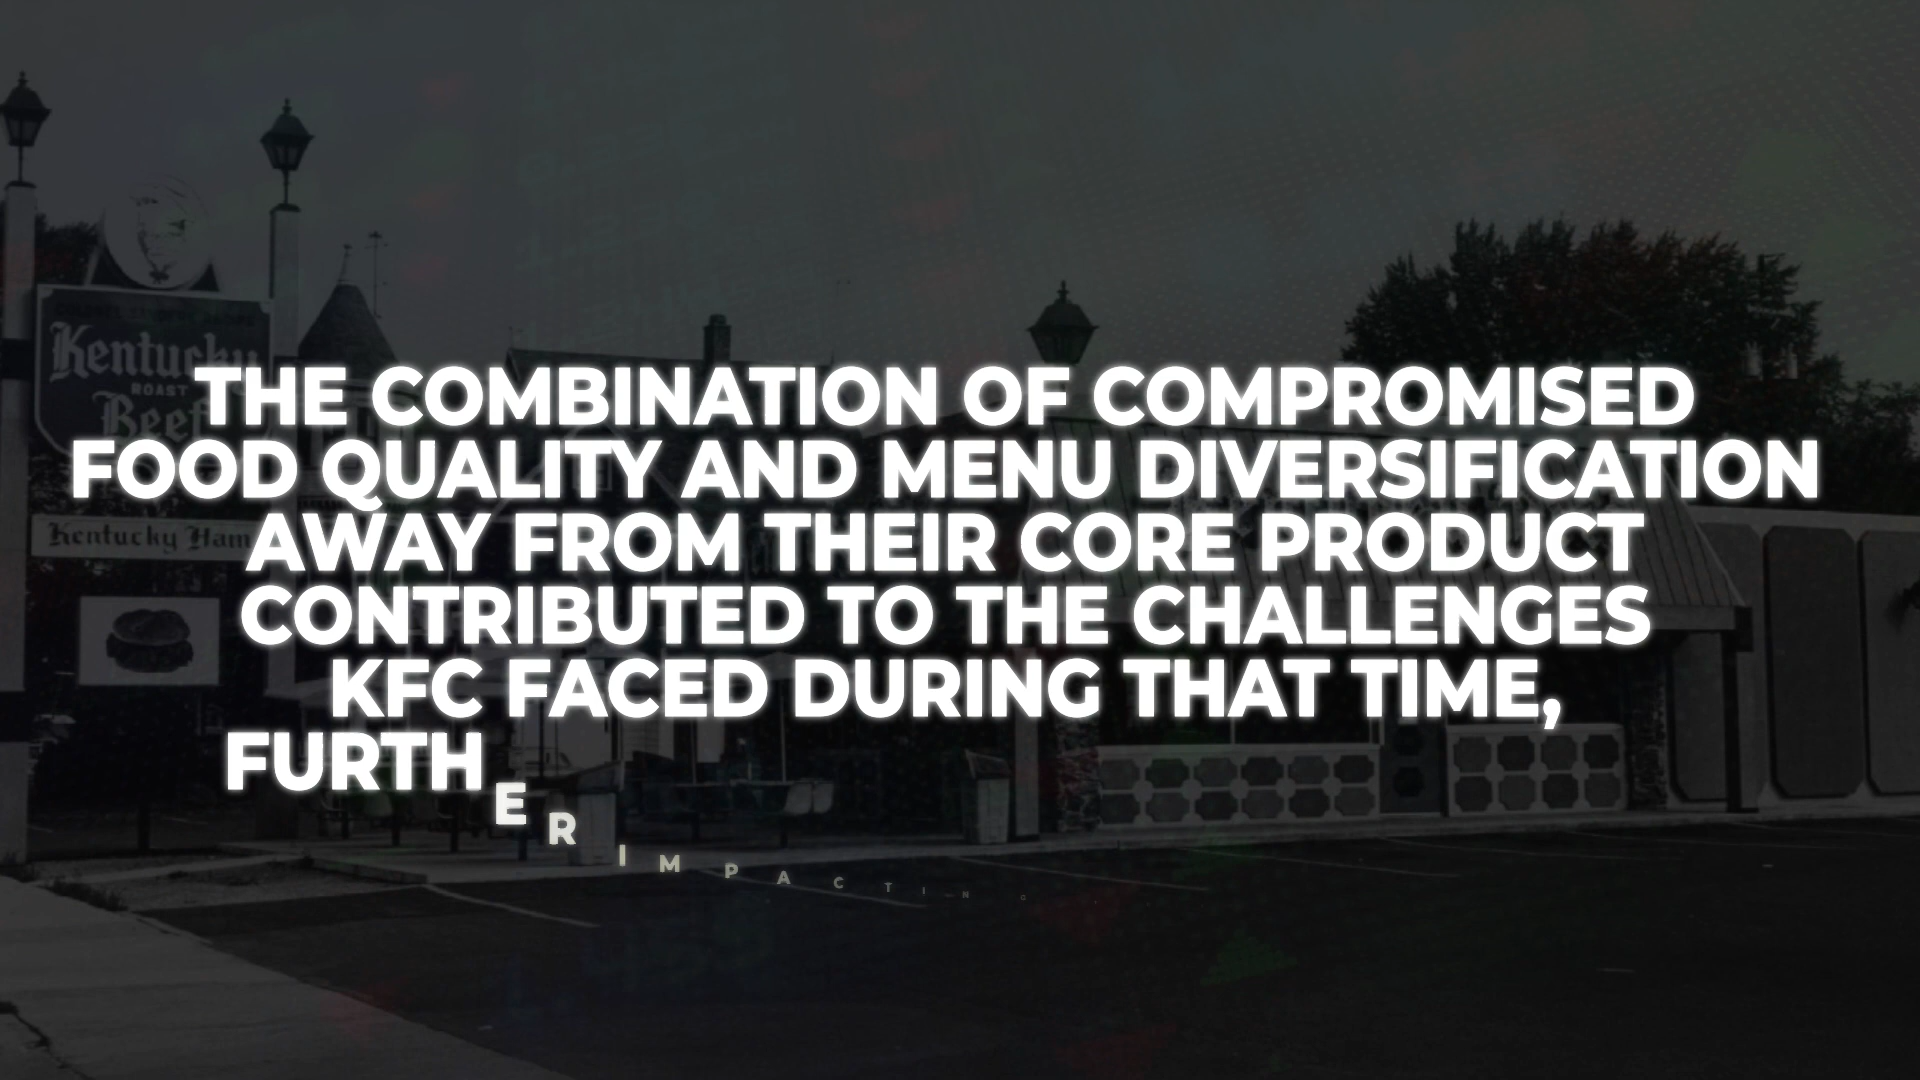 Kentucky
ROAST
Beef
Kentucky Ham
THE COMBINATION OF COMPROMISED
FOOD QUALITY AND MENU DIVERSIFICATION
AWAY FROM THEIR CORE PRODUCT
CONTRIBUTED TO THE CHALLENGES
KFC FACED DURING THAT TIME,
FURTHER IMPACTING